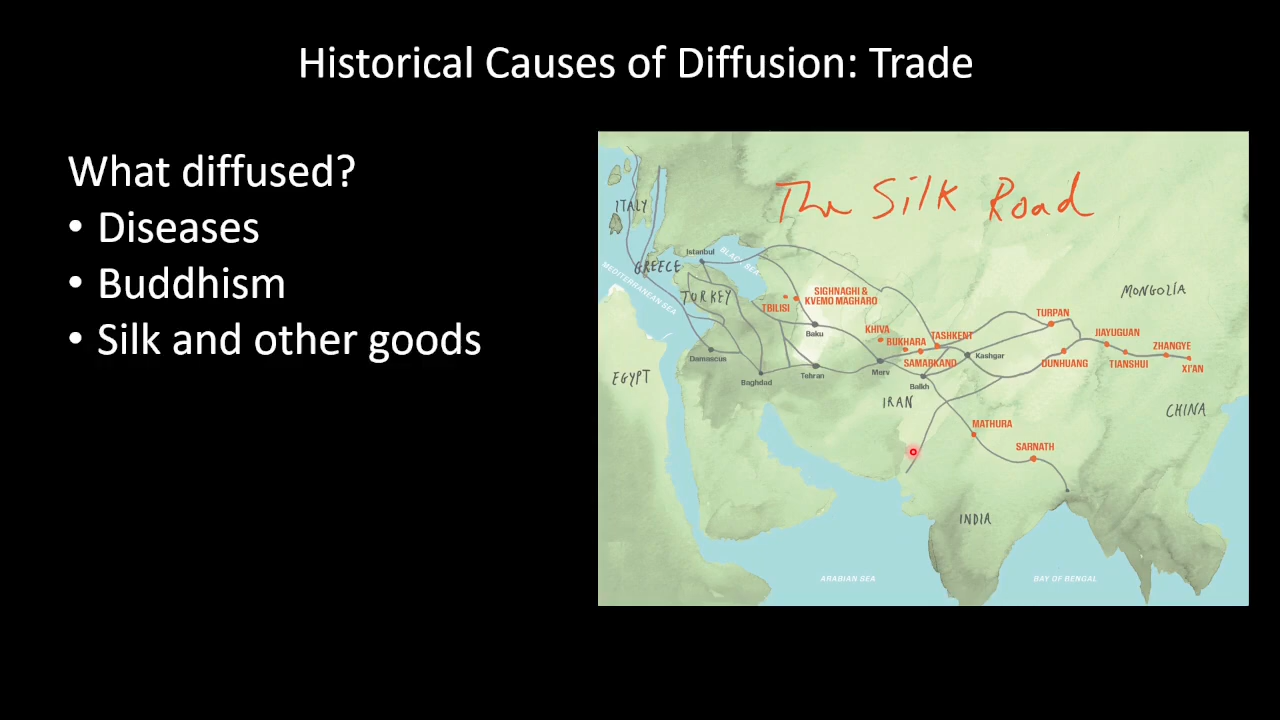 Historical Causes of Diffusion: Trade
What diffused?
• Diseases
• Buddhism
• Silk and other goods
The Silk Road
ITALY
GREECE
Istanbul
BLACK SEA
MEDITERRANEAN SEA
TURKEY
TBILISI
SIGHNAGHI &
KVEMO MAGHARO
MONGOLIA
Baku
KHIVA
BUKHARA
TASHKENT
TURPAN
JIAYUGUAN
ZHANGYE
Damascus
Baghdad
Tehran
Merv
SAMARKAND
Kashgar
DUNHUANG
TIANSHUI
XI'AN
Balkh
EGYPT
IRAN
CHINA
MATHURA
SARNATH
INDIA
ARABIAN SEA
BAY OF BENGAL